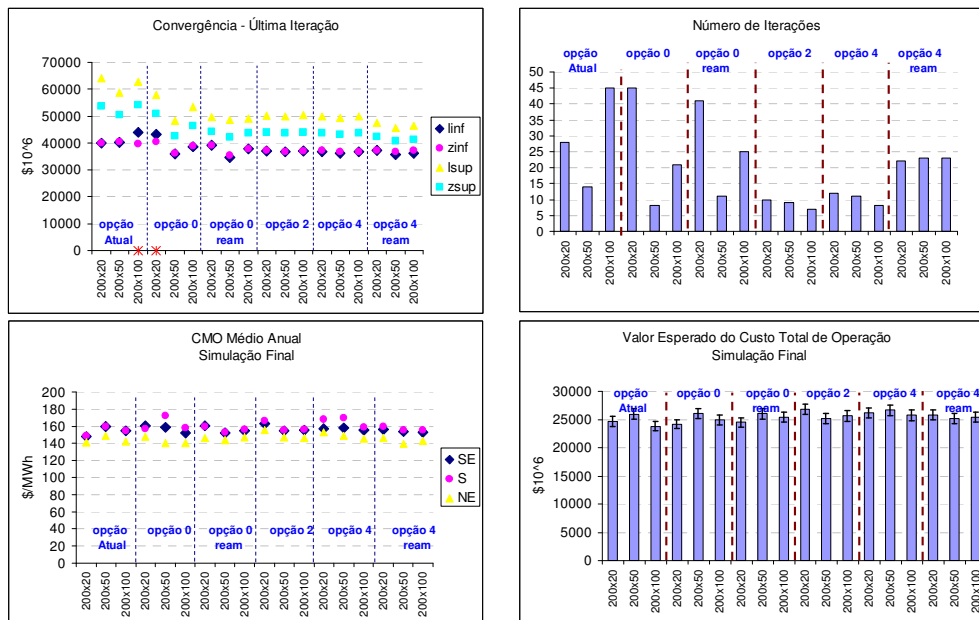 Convergência - Última Iteração
70000
60000
50000
40000
30000
20000
10000
0
$10^6
opção Atual
opção 0
opção 0 ream
opção 2
opção 4
opção 4 ream
200x20
200x50
200x100
200x20
200x50
200x100
200x20
200x50
200x100
200x20
200x50
200x100
200x20
200x50
200x100
200x20
200x50
200x100
linf
zinf
lsup
zsup
Número de Iterações
opção Atual
opção 0
opção 0 ream
opção 2
opção 4
opção 4 ream
50
45
40
35
30
25
20
15
10
5
0
200x20
200x50
200x100
200x20
200x50
200x100
200x20
200x50
200x100
200x20
200x50
200x100
200x20
200x50
200x100
200x20
200x50
200x100
CMO Médio Anual
Simulação Final
200
180
160
140
120
100
80
60
40
20
0
$/MWh
opção Atual
opção 0
opção 0 ream
opção 2
opção 4
opção 4 ream
200x20
200x50
200x100
200x20
200x50
200x100
200x20
200x50
200x100
200x20
200x50
200x100
200x20
200x50
200x100
200x20
200x50
200x100
SE
S
NE
Valor Esperado do Custo Total de Operação
Simulação Final
30000
25000
20000
15000
10000
5000
0
$10^6
opção Atual
opção 0
opção 0 ream
opção 2
opção 4
opção 4 ream
200x20
200x50
200x100
200x20
200x50
200x100
200x20
200x50
200x100
200x20
200x50
200x100
200x20
200x50
200x100
200x20
200x50
200x100